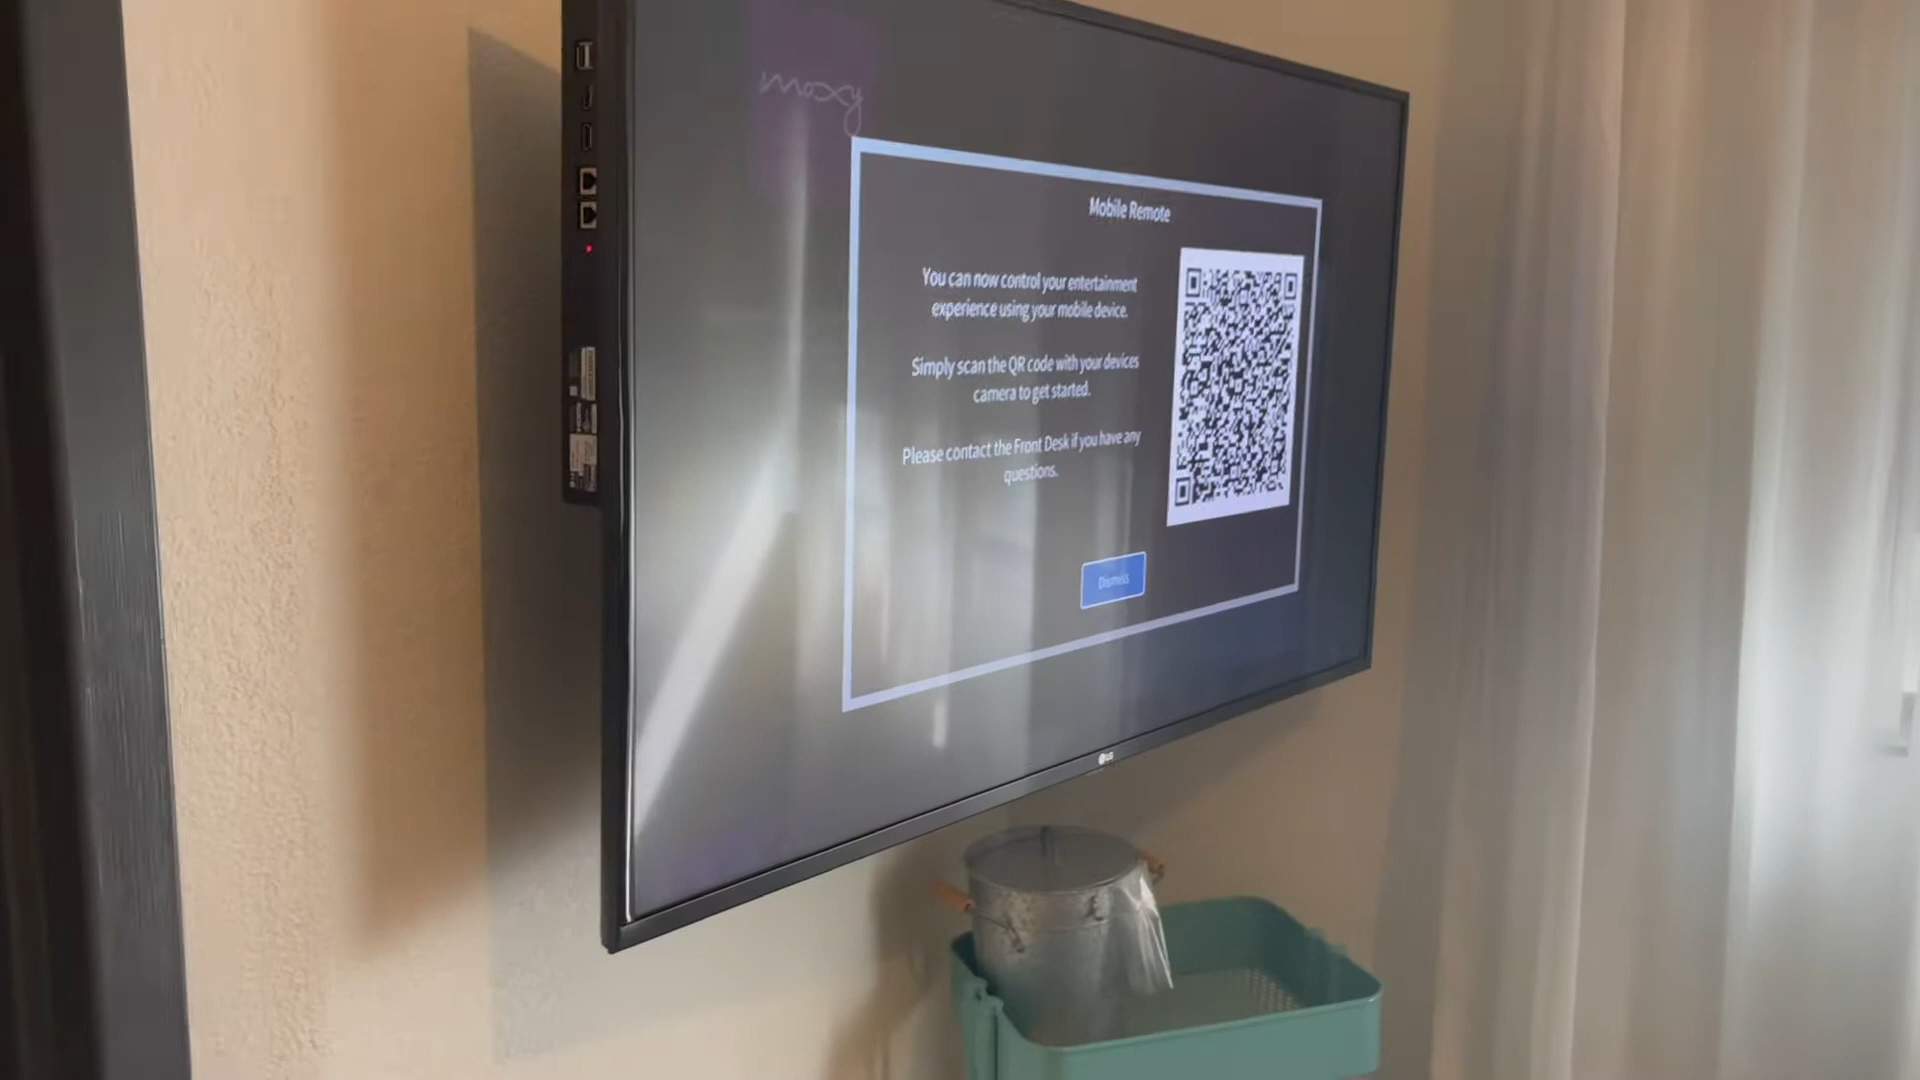 moxy
Mobile Remote
You can now control your entertainment
experience using your mobile device.
Simply scan the QR code with your devices
camera to get started.
Please contact the Front Desk if you have any
questions.
Dismiss
LG